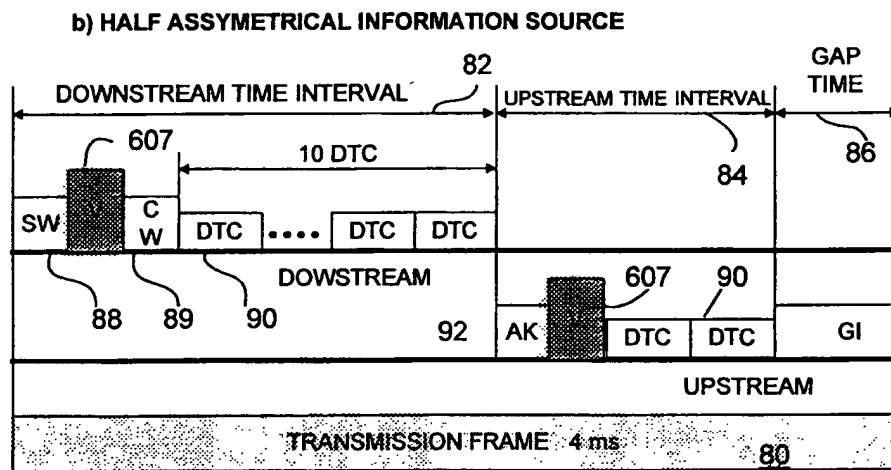 b) HALF ASSYMETRICAL INFORMATION SOURCE
GAP
TIME
DOWNSTREAM TIME INTERVAL
82
UPSTREAM TIME INTERVAL
607
10 DTC
84
86
SW
C
W
DTC
DTC
DTC
DOWSTREAM
88
89
90
607
90
92
AK
DTC
DTC
GI
UPSTREAM
TRANSMISSION FRAME 4 ms
80